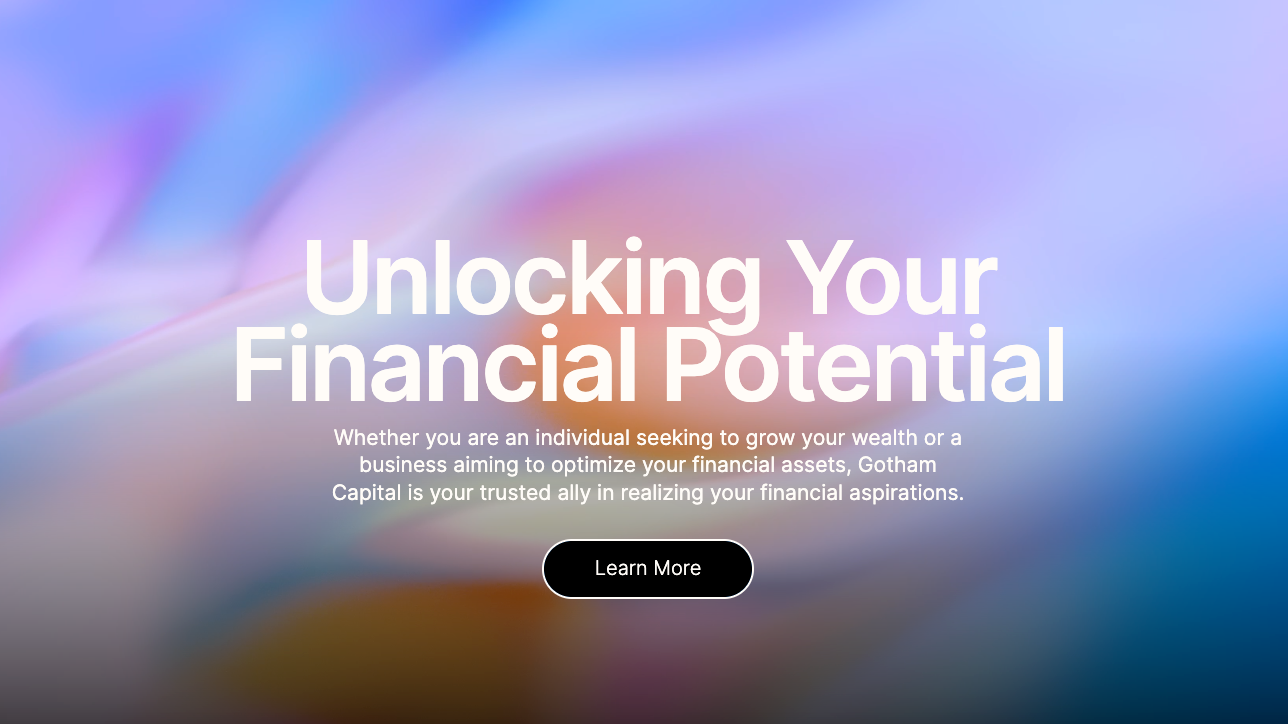 Unlocking Your
Financial Potential
Whether you are an individual seeking to grow your wealth or a
business aiming to optimize your financial assets, Gotham
Capital is your trusted ally in realizing your financial aspirations.
Learn More